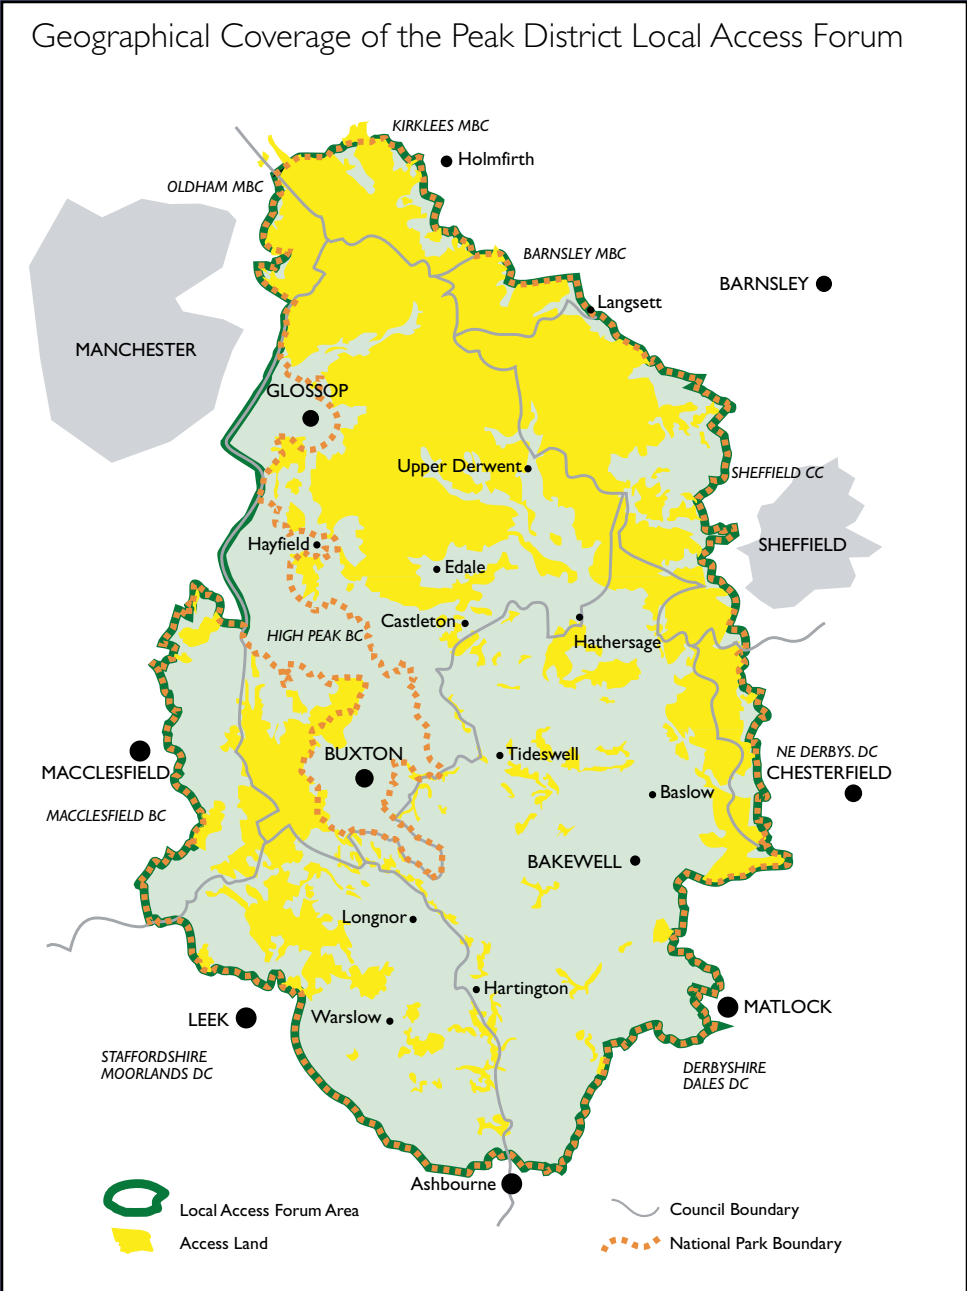 Geographical Coverage of the Peak District Local Access Forum
KIRKLEES MBC
Holmfirth
OLDHAM MBC
BARNSLEY MBC
BARNSLEY
Langsett
MANCHESTER
GLOSSOP
Upper Derwent
SHEFFIELD CC
Hayfield
SHEFFIELD
Edale
Castleton
HIGH PEAK BC
Hathersage
BUXTON
Tideswell
NE DERBYS. DC
MACCLESFIELD
CHESTERFIELD
Baslow
MACCLESFIELD BC
BAKEWELL
Longnor
Hartington
MATLOCK
LEEK
Warslow
STAFFORDSHIRE
MOORLANDS DC
DERBYSHIRE
DALES DC
Ashbourne
Local Access Forum Area
Council Boundary
Access Land
National Park Boundary